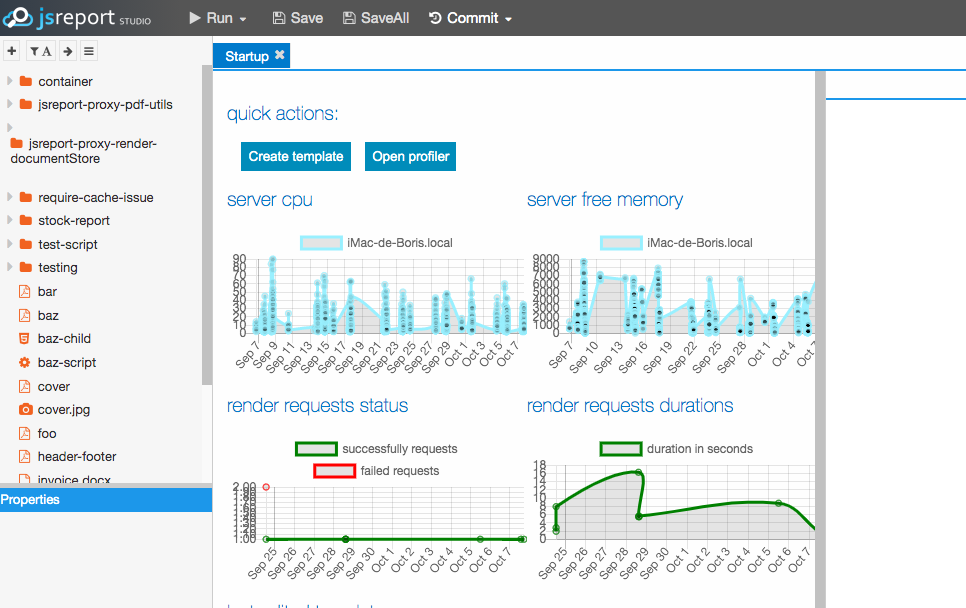 jsreport STUDIO
Run
Save
SaveAll
Commit
A
container
jsreport-proxy-pdf-utils
jsreport-proxy-render-
documentStore
require-cache-issue
stock-report
test-script
testing
bar
baz
baz-child
baz-script
cover
cover.jpg
foo
header-footer
invoice docx
Properties
Startup
quick actions:
Create template
Open profiler
server cpu
iMac-de-Boris.local
90
80
70
60
50
40
30
20
10
0
Sep 7
Sep 9
Sep 11
Sep 13
Sep 15
Sep 17
Sep 19
Sep 21
Sep 23
Sep 25
Sep 27
Sep 29
Oct 1
Oct 3
Oct 5
Oct 7
server free memory
iMac-de-Boris.local
9000
8000
7000
6000
5000
4000
3000
2000
1000
0
Sep 7
Sep 10
Sep 13
Sep 16
Sep 19
Sep 22
Sep 25
Sep 28
Oct 1
Oct 4
Oct 7
render requests status
successfully requests
failed requests
2.00
1.00
Sep 25
Sep 26
Sep 27
Sep 28
Sep 29
Sep 30
Oct 1
Oct 2
Oct 3
Oct 4
Oct 5
Oct 6
Oct 7
render requests durations
duration in seconds
18
16
14
12
10
8
6
4
2
0
Sep 25
Sep 26
Sep 27
Sep 28
Sep 29
Sep 30
Oct 1
Oct 2
Oct 3
Oct 4
Oct 5
Oct 6
Oct 7